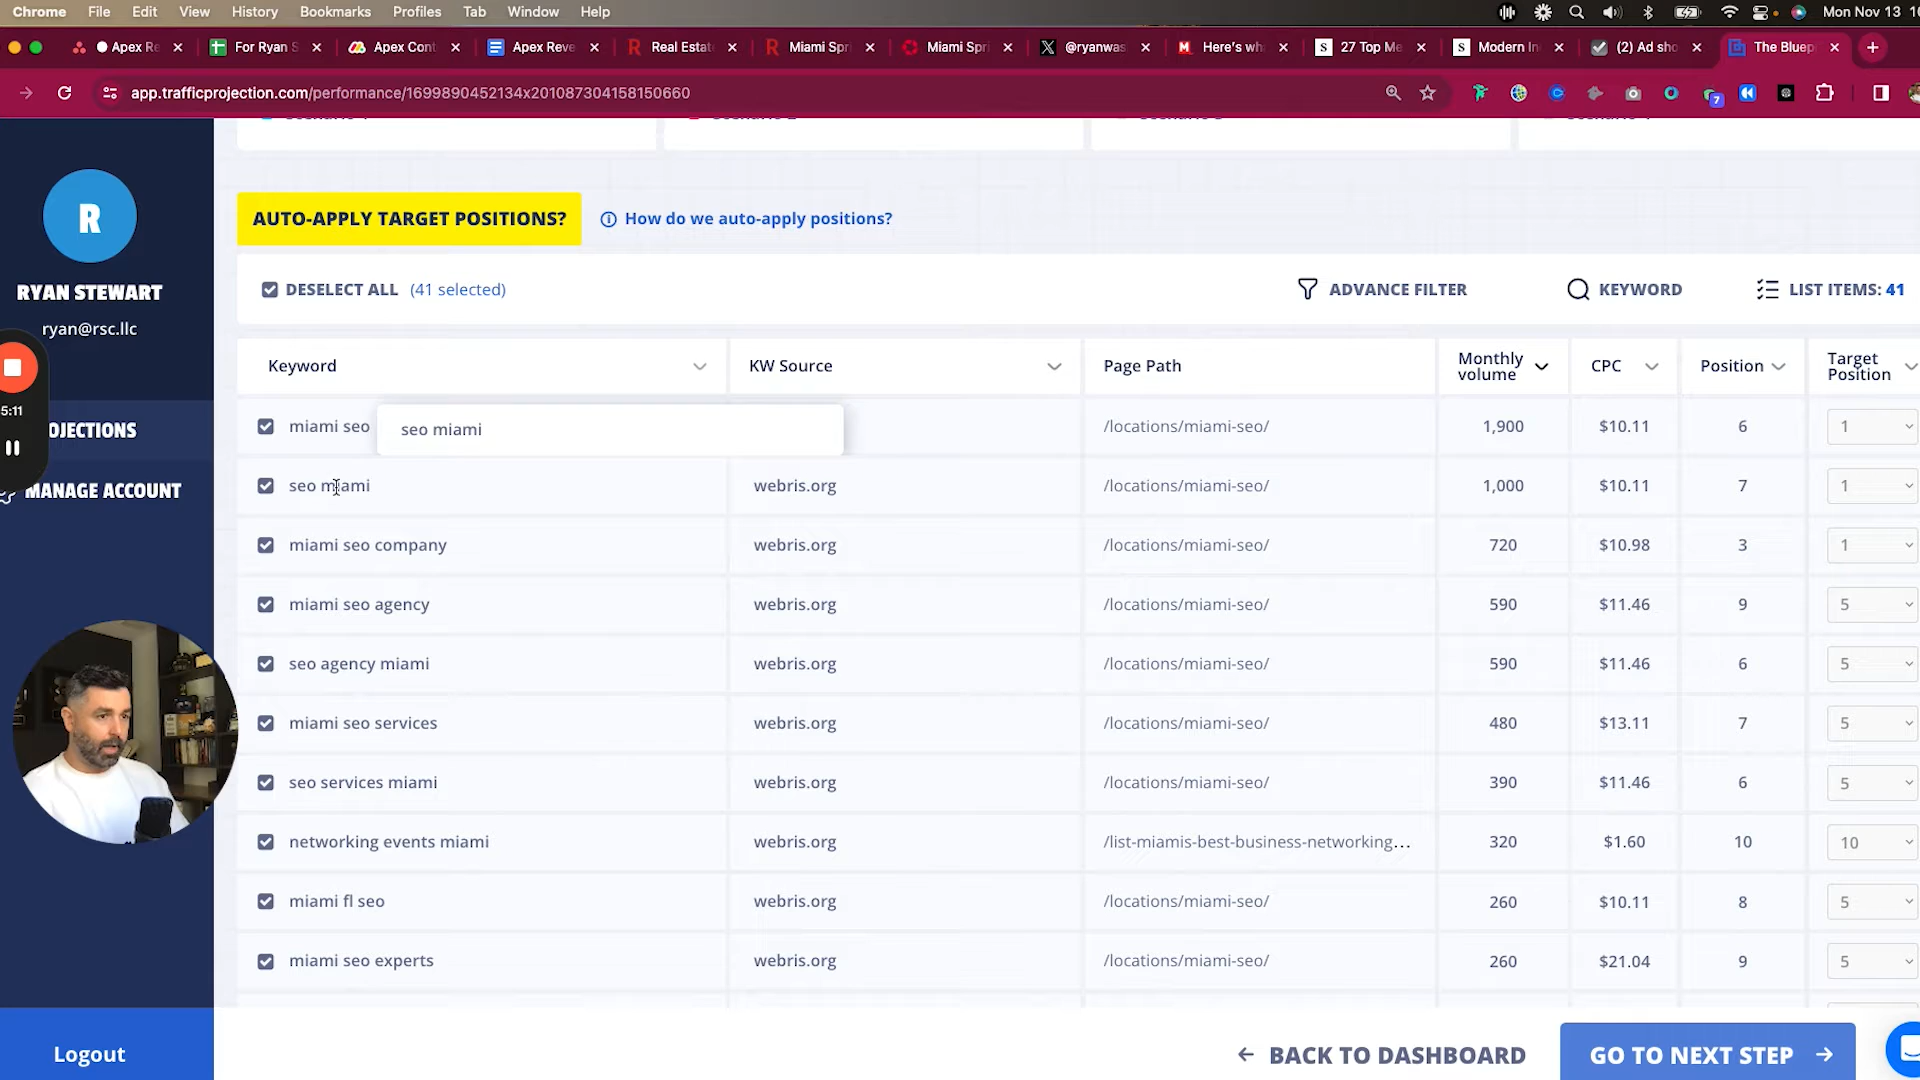 Chrome File Edit View History Bookmarks Profiles Tab Window Help Mon Nov 13
Apex Re For Ryan S Apex Cont Apex Reve Real Estate Miami Spri Miami Spri @ryanwas Here's wh 27 Top Me Modern In (2) Ad sho The Bluep
app.trafficprojection.com/performance/1699890452134x201087304158150660
7
R
RYAN STEWART
ryan@rsc.llc
5:11
OJECTIONS
MANAGE ACCOUNT
Logout
AUTO-APPLY TARGET POSITIONS? How do we auto-apply positions?
DESELECT ALL (41 selected) ADVANCE FILTER KEYWORD LIST ITEMS: 41
Keyword KW Source Page Path Monthly volume CPC Position Target Position
miami seo seo miami /locations/miami-seo/ 1,900 $10.11 6 1
seo miami webris.org /locations/miami-seo/ 1,000 $10.11 7 1
miami seo company webris.org /locations/miami-seo/ 720 $10.98 3 1
miami seo agency webris.org /locations/miami-seo/ 590 $11.46 9 5
seo agency miami webris.org /locations/miami-seo/ 590 $11.46 6 5
miami seo services webris.org /locations/miami-seo/ 480 $13.11 7 5
seo services miami webris.org /locations/miami-seo/ 390 $11.46 6 5
networking events miami webris.org /list-miamis-best-business-networking... 320 $1.60 10 10
miami fl seo webris.org /locations/miami-seo/ 260 $10.11 8 5
miami seo experts webris.org /locations/miami-seo/ 260 $21.04 9 5
BACK TO DASHBOARD GO TO NEXT STEP